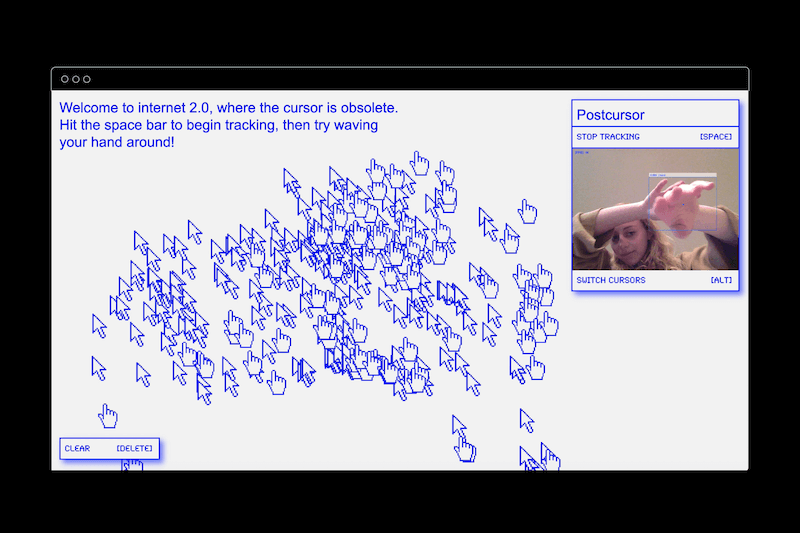 Welcome to internet 2.0, where the cursor is obsolete.
Hit the space bar to begin tracking, then try waving
your hand around!
Postcursor
STOP TRACKING [SPACE]
SWITCH CURSORS [ALT]
CLEAR [DELETE]